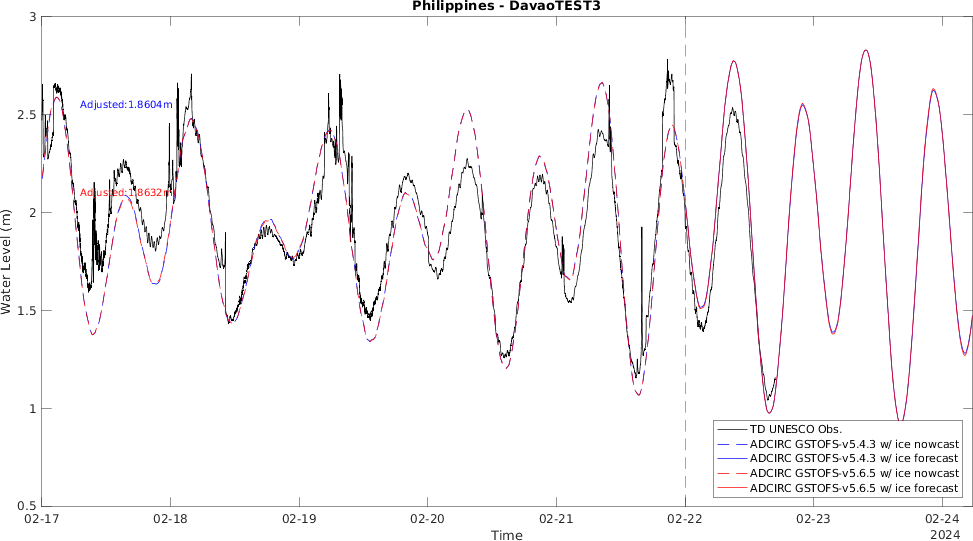 Philippines - DavaoTEST3
3
2.5
2
1.5
1
0.5
Water Level (m)
Adjusted:1.8604m
Adjusted:1.8632m
TD UNESCO Obs.
ADCIRC GSTOFS-v5.4.3 w/ ice nowcast
ADCIRC GSTOFS-v5.4.3 w/ ice forecast
ADCIRC GSTOFS-v5.6.5 w/ ice nowcast
ADCIRC GSTOFS-v5.6.5 w/ ice forecast
02-17 02-18 02-19 02-20 02-21 02-22 02-23 02-24
Time
2024